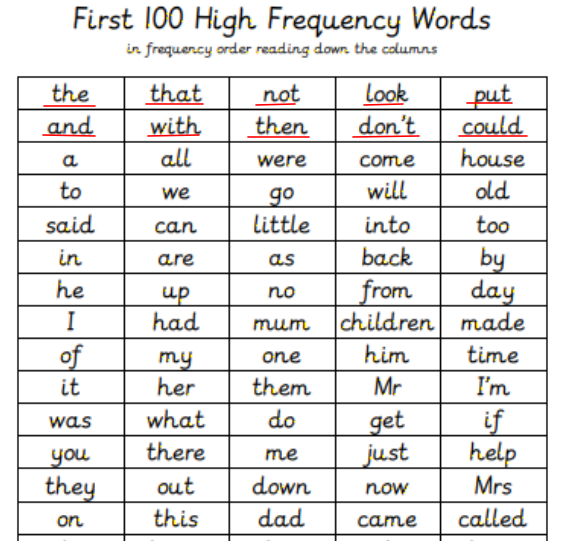 First 100 High Frequency Words
in frequency order reading down the columns
the that not look put
and with then don't could
a all were come house
to we go will old
said can little into too
in are as back by
he up no from day
I had mum children made
of my one him time
it her them Mr I'm
was what do get if
you there me just help
they out down now Mrs
on this dad came called